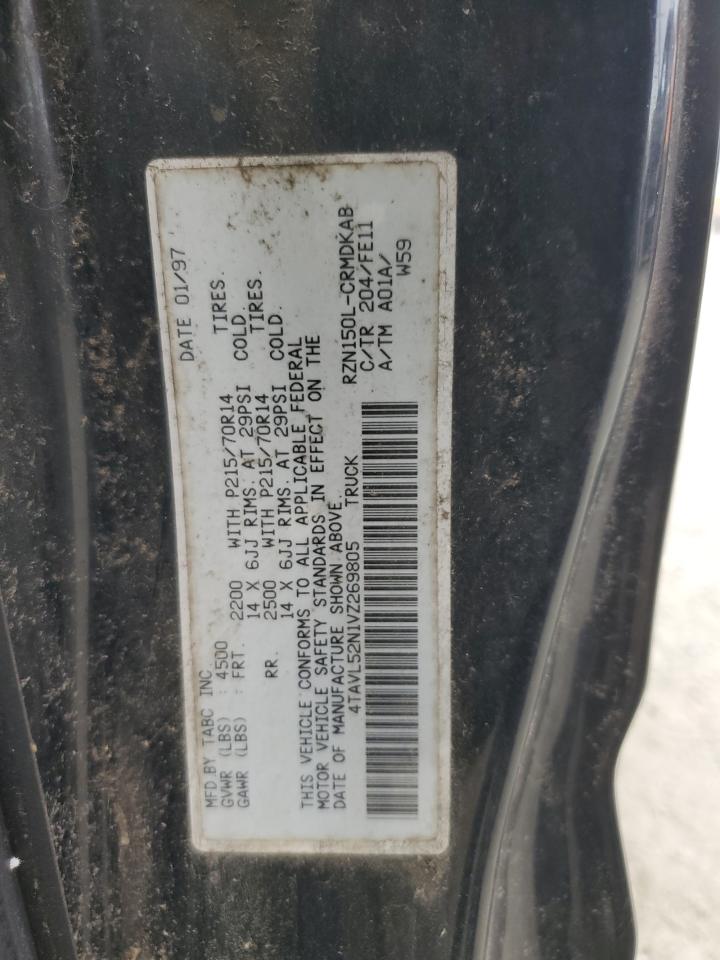 MFD.BY TABC INC DATE 01/97
GVWR (LBS) : 4500 2200 WITH P215/70R14 TIRES.
GAWR (LBS) : FRT. 14 X 6JJ RIMS. AT 29PSI COLD.
RR. 2500 WITH P215/70R14 TIRES.
14 X 6JJ RIMS. AT 29PSI COLD.
THIS VEHICLE CONFORMS TO ALL APPLICABLE FEDERAL
MOTOR VEHICLE SAFETY STANDARDS IN EFFECT ON THE
DATE OF MANUFACTURE SHOWN ABOVE.
4TAVL52N1VZ269805 TRUCK RZN150L-CRMDKAB
C/TR 204/FE11
A/TM A01A/
W59